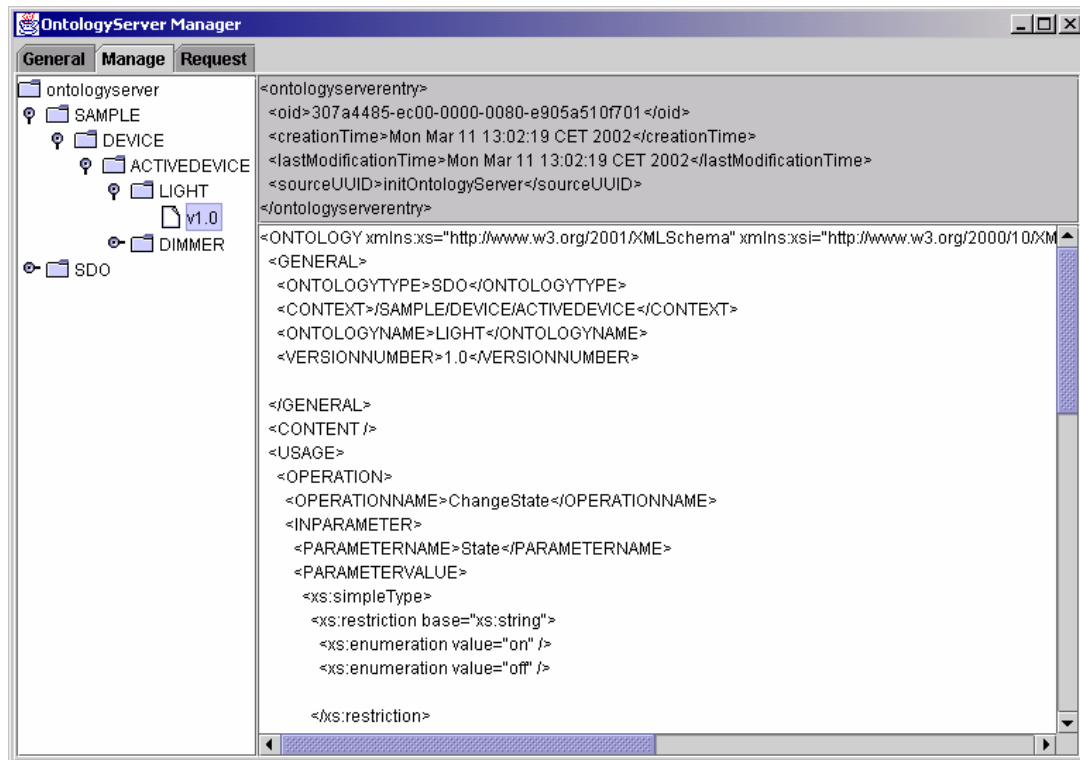 OntologyServer Manager
General Manage Request
ontologyserver
SAMPLE
DEVICE
ACTIVEDEVICE
LIGHT
v1.0
DIMMER
SDO
<ontologyserverentry>
<oid>307a4485-ec00-0000-0080-e905a510f701</oid>
<creationTime>Mon Mar 11 13:02:19 CET 2002</creationTime>
<lastModificationTime>Mon Mar 11 13:02:19 CET 2002</lastModificationTime>
<sourceUUID>initOntologyServer</sourceUUID>
</ontologyserverentry>
<ONTOLOGY xmlns:xs="http://www.w3.org/2001/XMLSchema" xmlns:xsi="http://www.w3.org/2000/10/XM
<GENERAL>
<ONTOLOGYTYPE>SDO</ONTOLOGYTYPE>
<CONTEXT>/SAMPLE/DEVICE/ACTIVEDEVICE</CONTEXT>
<ONTOLOGYNAME>LIGHT</ONTOLOGYNAME>
<VERSIONNUMBER>1.0</VERSIONNUMBER>
</GENERAL>
<CONTENT />
<USAGE>
<OPERATION>
<OPERATIONNAME>ChangeState</OPERATIONNAME>
<INPARAMETER>
<PARAMETERNAME>State</PARAMETERNAME>
<PARAMETERVALUE>
<xs:simpleType>
<xs:restriction base="xs:string">
<xs:enumeration value="on" />
<xs:enumeration value="off" />
</xs:restriction>